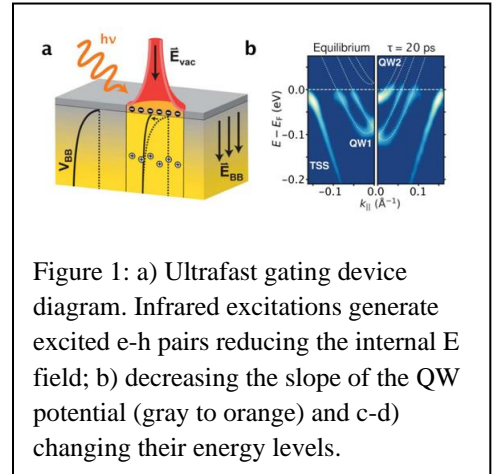 a
hν
E vac
V BB
E BB
b
Equilibrium
τ = 20 ps
QW2
QW1
TSS
E − E F (eV)
0.0
-0.1
-0.2
-0.1
0.0
0.1
k || (Å⁻¹)
Figure 1: a) Ultrafast gating device
diagram. Infrared excitations generate
excited e-h pairs reducing the internal E
field; b) decreasing the slope of the QW
potential (gray to orange) and c-d)
changing their energy levels.